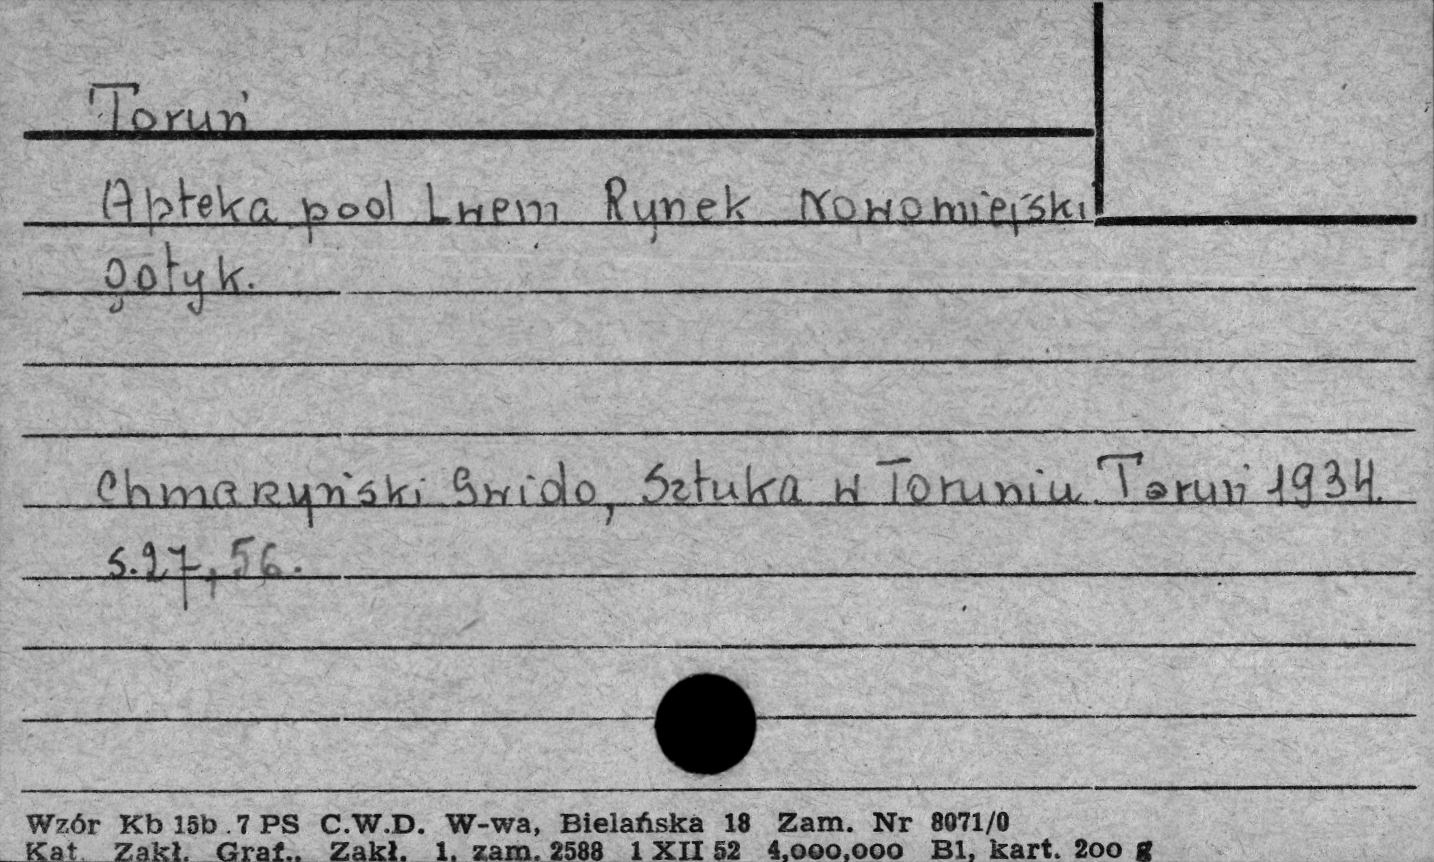 Toruń
Apteka pod Lwem Rynek Nowomiejski
gotyk.
Chmarzyński Gwido, Sztuka w Toruniu. Toruń 1934.
s. 27, 56.
Wzór Kb 15b .7 PS C.W.D. W-wa, Bielańska 18 Zam. Nr 8071/0
Kat. Zakł. Graf., Zakł. 1, zam. 2588 1 XII 52 4,000,000 B1, kart. 200 g